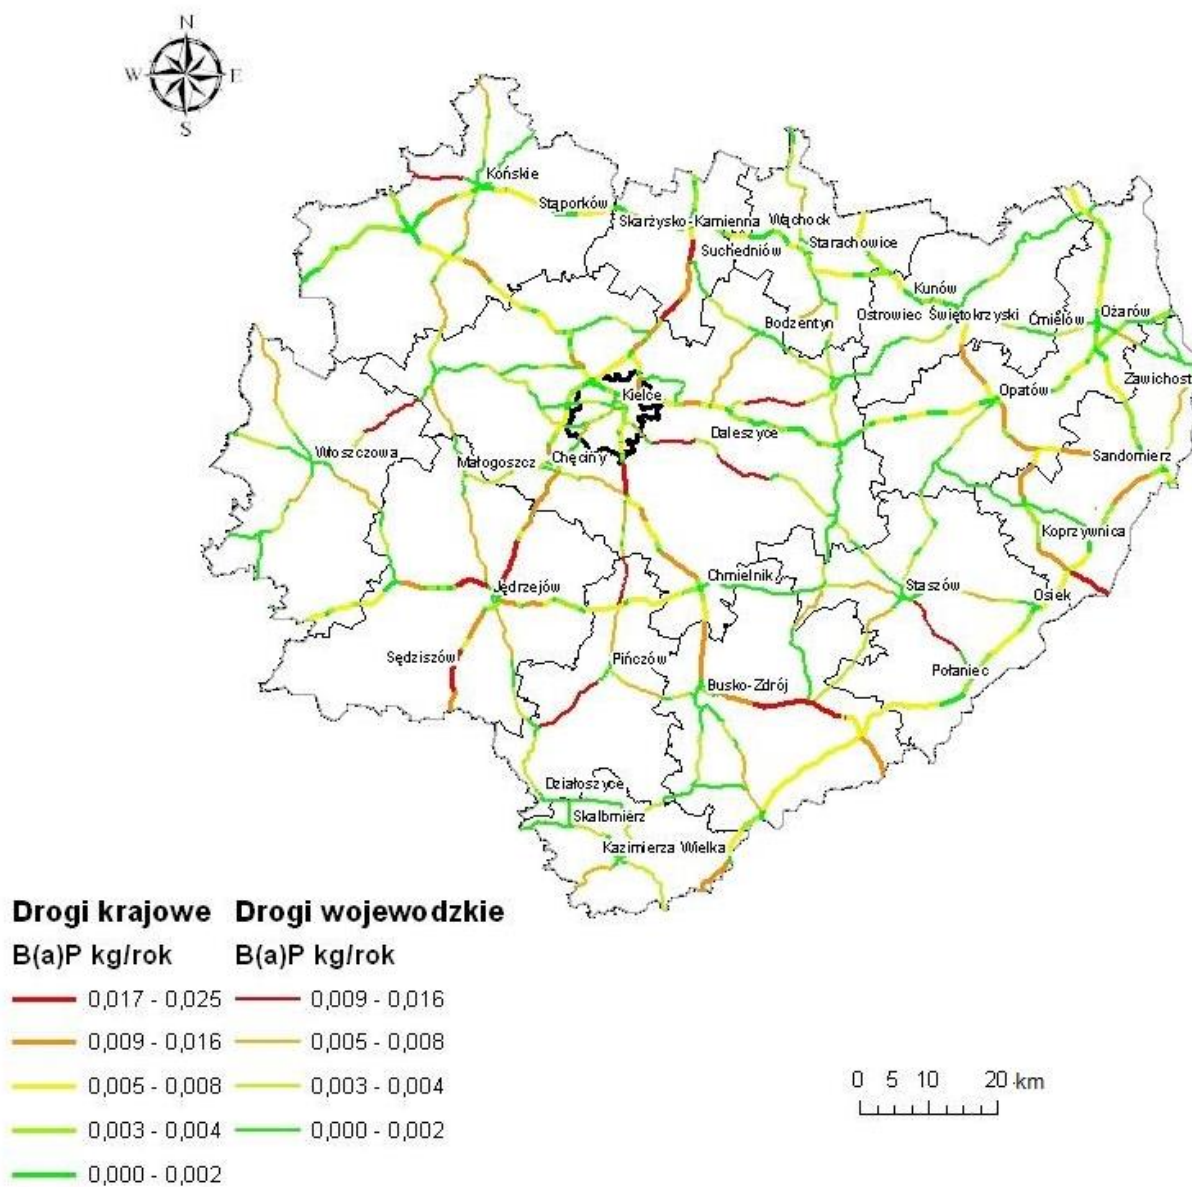 N
W E
S
Końskie
Stąporków
Skarżysko-Kamienna
Wąchock
Suchedniów
Starachowice
Kunów
Bodzentyn
Ostrowiec Świętokrzyski
Ćmielów
Ożarów
Zawichost
Opatów
Kielce
Daleszyce
Włoszczowa
Małogoszcz
Chęciny
Sandomierz
Koprzywnica
Jędrzejów
Chmielnik
Staszów
Osiek
Sędziszów
Pińczów
Połaniec
Busko-Zdrój
Działoszyce
Skalbmierz
Kazimierza Wielka
Drogi krajowe Drogi wojewodzkie
B(a)P kg/rok B(a)P kg/rok
0,017 - 0,025 0,009 - 0,016
0,009 - 0,016 0,005 - 0,008
0,005 - 0,008 0,003 - 0,004
0,003 - 0,004 0,000 - 0,002
0,000 - 0,002
0 5 10 20 km